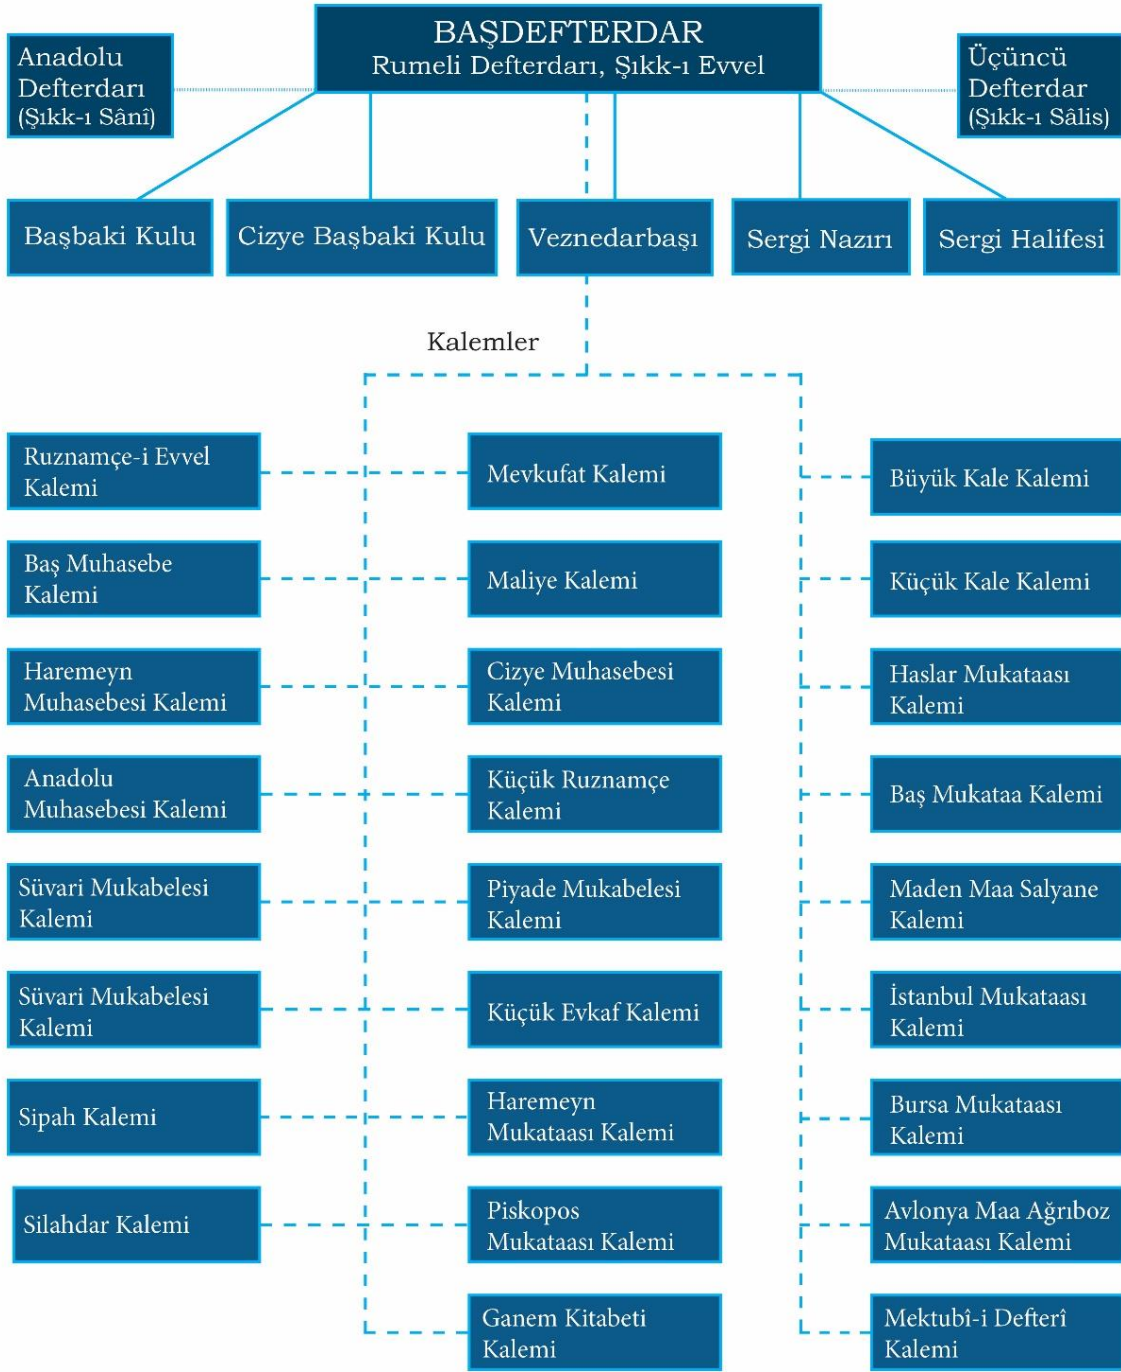 BAŞDEFTERDAR
Rumeli Defterdarı, Şıkk-ı Evvel
Anadolu
Defterdarı
(Şıkk-ı Sânî)
Üçüncü
Defterdar
(Şıkk-ı Sâlis)
Başbaki Kulu
Cizye Başbaki Kulu
Veznedarbaşı
Sergi Nazırı
Sergi Halifesi
Kalemler
Ruznamçe-i Evvel
Kalemi
Baş Muhasebe
Kalemi
Haremeyn
Muhasebesi Kalemi
Anadolu
Muhasebesi Kalemi
Süvari Mukabelesi
Kalemi
Süvari Mukabelesi
Kalemi
Sipah Kalemi
Silahdar Kalemi
Mevkufat Kalemi
Maliye Kalemi
Cizye Muhasebesi
Kalemi
Küçük Ruznamçe
Kalemi
Piyade Mukabelesi
Kalemi
Küçük Evkaf Kalemi
Haremeyn
Mukataası Kalemi
Piskopos
Mukataası Kalemi
Ganem Kitabeti
Kalemi
Büyük Kale Kalemi
Küçük Kale Kalemi
Haslar Mukataası
Kalemi
Baş Mukataa Kalemi
Maden Maa Salyane
Kalemi
İstanbul Mukataası
Kalemi
Bursa Mukataası
Kalemi
Avlonya Maa Ağrıboz
Mukataası Kalemi
Mektubî-i Defterî
Kalemi